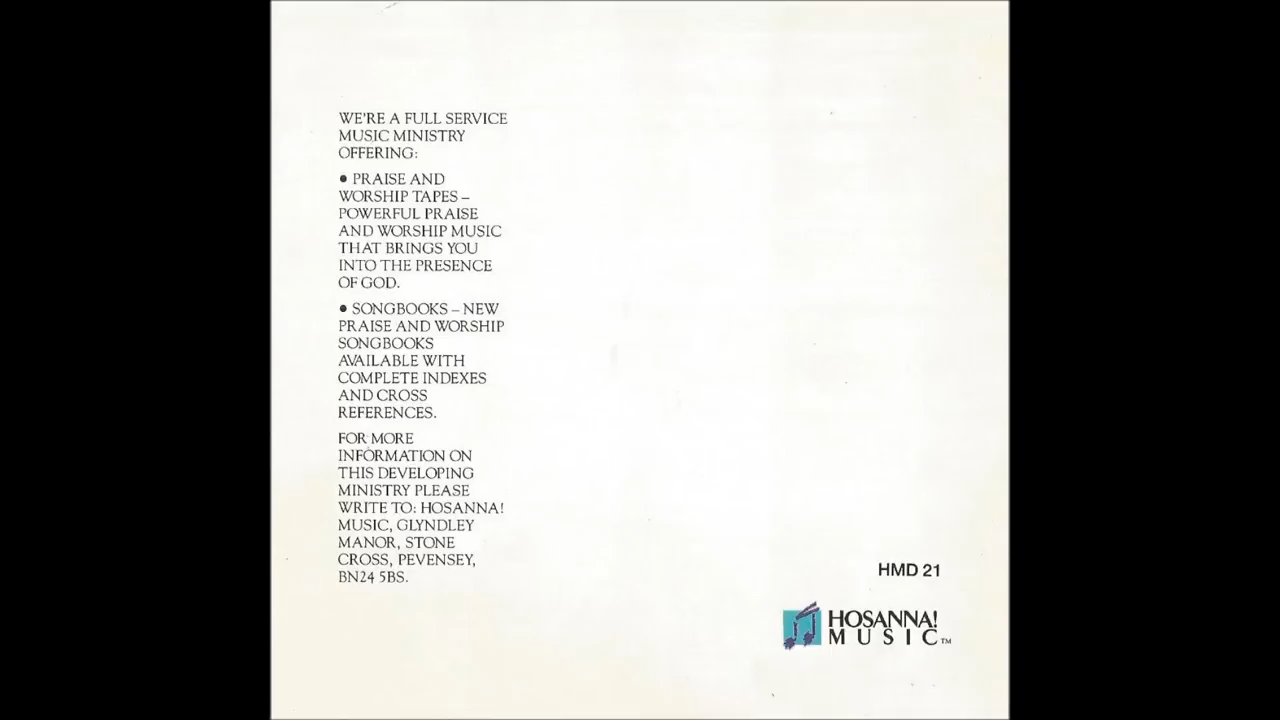 WE'RE A FULL SERVICE
MUSIC MINISTRY
OFFERING:
• PRAISE AND
WORSHIP TAPES –
POWERFUL PRAISE
AND WORSHIP MUSIC
THAT BRINGS YOU
INTO THE PRESENCE
OF GOD.
• SONGBOOKS – NEW
PRAISE AND WORSHIP
SONGBOOKS
AVAILABLE WITH
COMPLETE INDEXES
AND CROSS
REFERENCES.
FOR MORE
INFORMATION ON
THIS DEVELOPING
MINISTRY PLEASE
WRITE TO: HOSANNA!
MUSIC, GLYNDLEY
MANOR, STONE
CROSS, PEVENSEY,
BN24 5BS.
HMD 21
HOSANNA!
MUSIC™